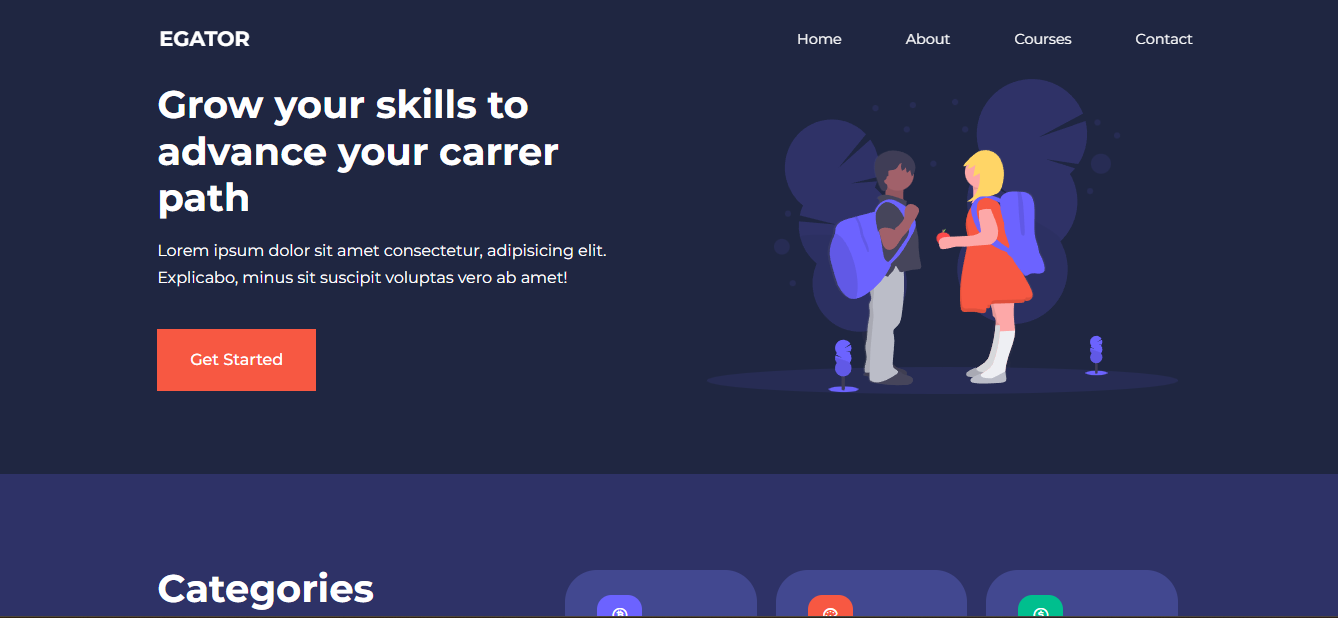 EGATOR
Home
About
Courses
Contact
Grow your skills to
advance your carrer
path
Lorem ipsum dolor sit amet consectetur, adipisicing elit.
Explicabo, minus sit suscipit voluptas vero ab amet!
Get Started
Categories